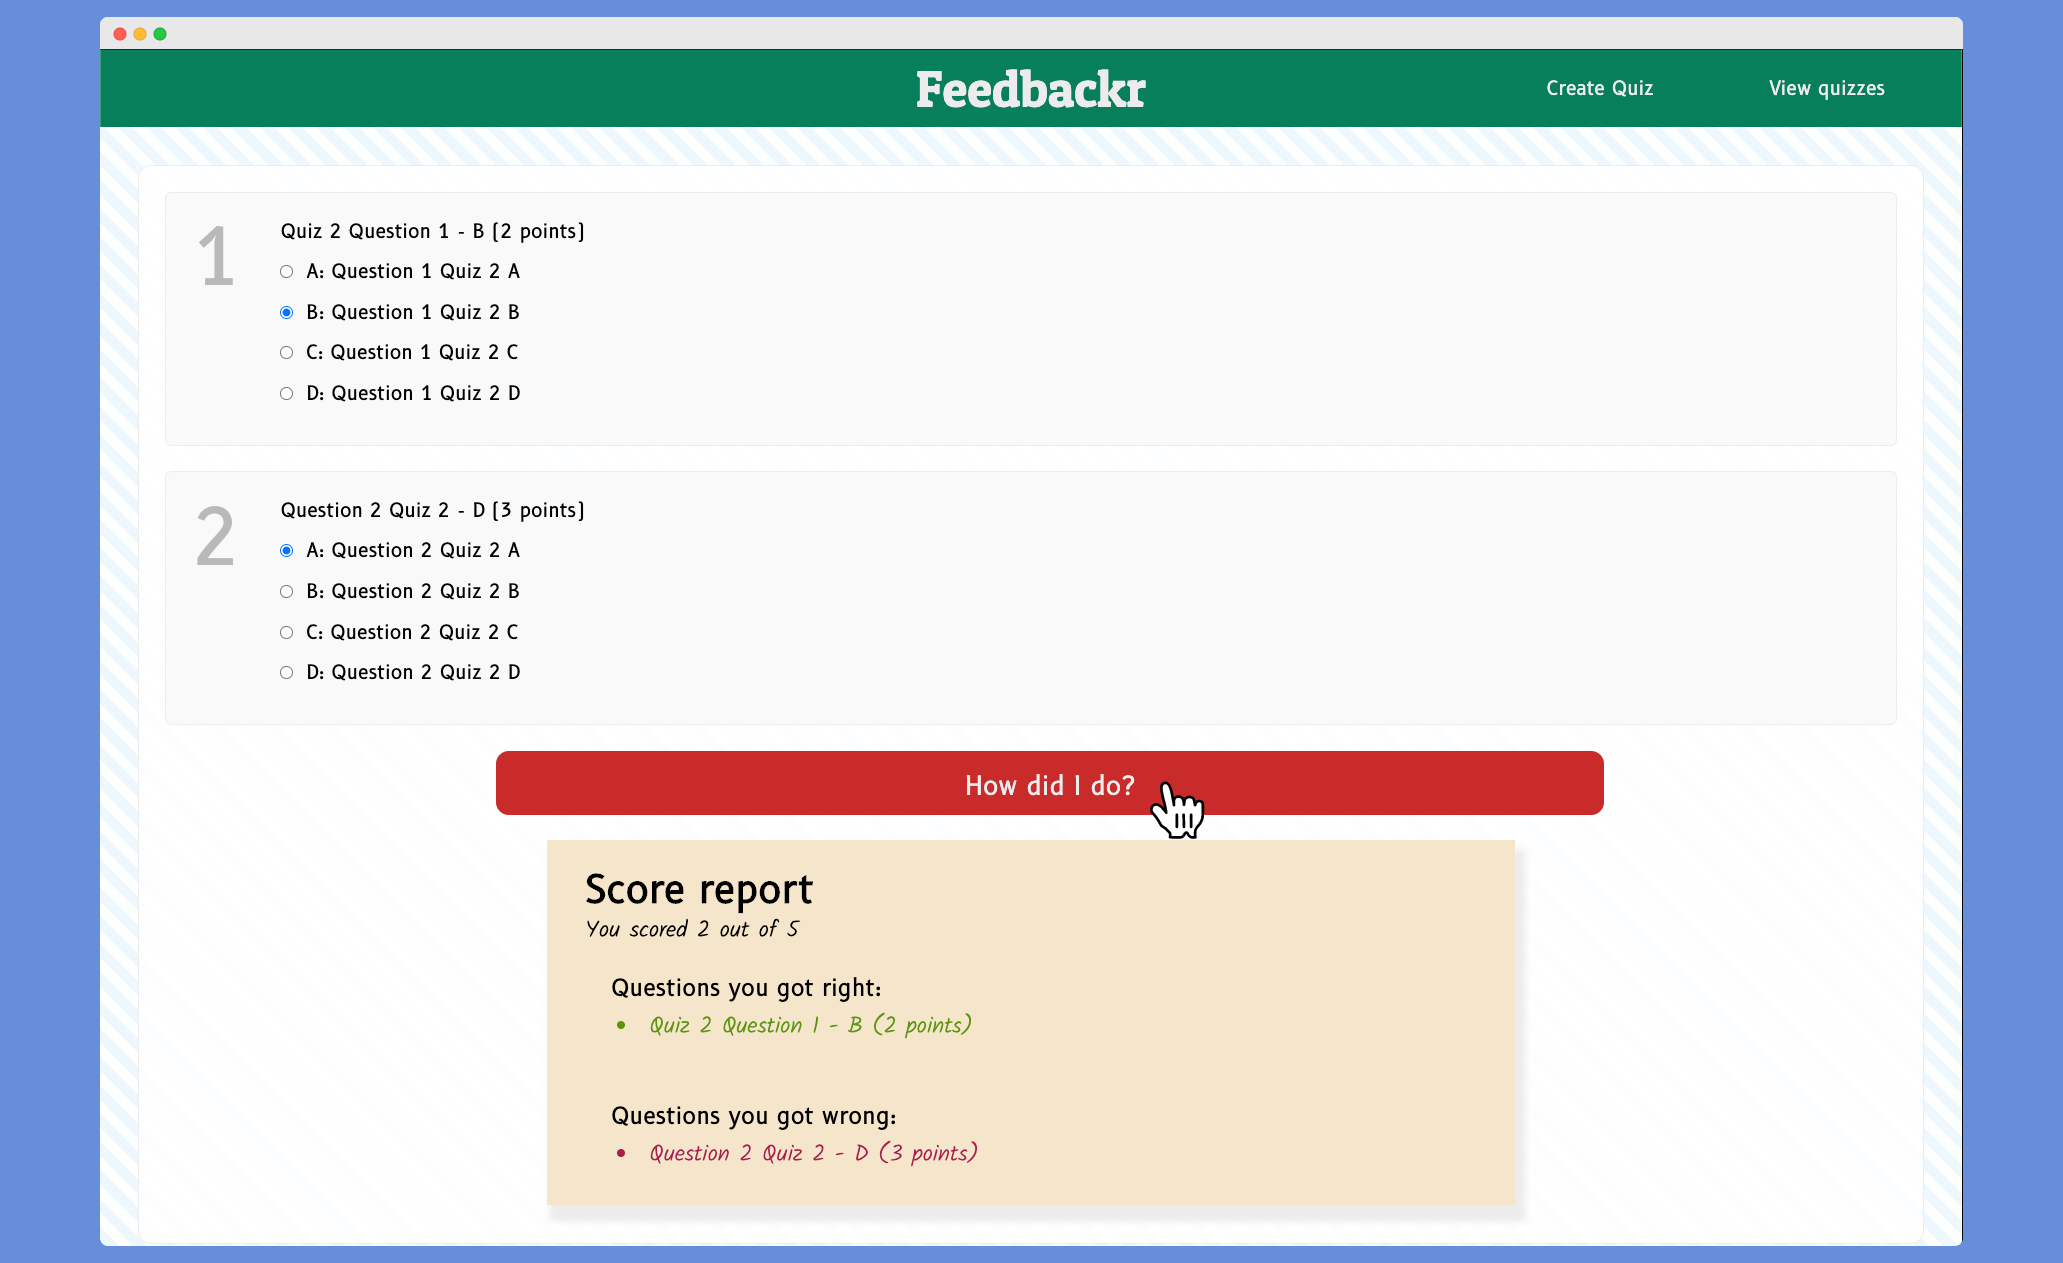 Feedbackr
Create Quiz
View quizzes
1
Quiz 2 Question 1 - B (2 points)
A: Question 1 Quiz 2 A
B: Question 1 Quiz 2 B
C: Question 1 Quiz 2 C
D: Question 1 Quiz 2 D
2
Question 2 Quiz 2 - D (3 points)
A: Question 2 Quiz 2 A
B: Question 2 Quiz 2 B
C: Question 2 Quiz 2 C
D: Question 2 Quiz 2 D
How did I do?
Score report
You scored 2 out of 5
Questions you got right:
• Quiz 2 Question 1 - B (2 points)
Questions you got wrong:
• Question 2 Quiz 2 - D (3 points)